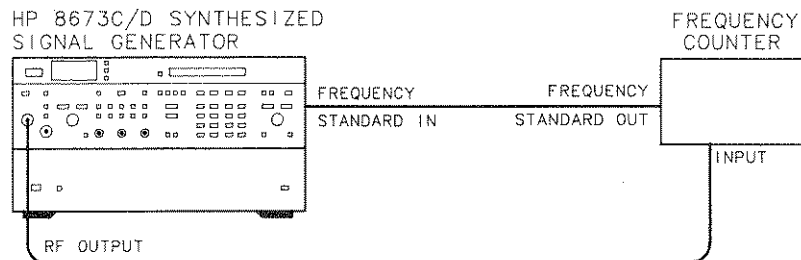 HP 8673C/D SYNTHESIZED
SIGNAL GENERATOR
FREQUENCY
COUNTER
FREQUENCY
STANDARD IN
FREQUENCY
STANDARD OUT
INPUT
RF OUTPUT